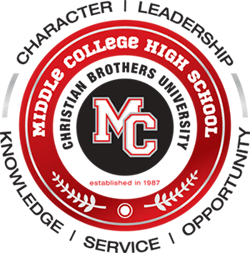 CHARACTER | LEADERSHIP
MIDDLE COLLEGE HIGH SCHOOL
CHRISTIAN BROTHERS UNIVERSITY
MC
established in 1987
KNOWLEDGE | SERVICE | OPPORTUNITY